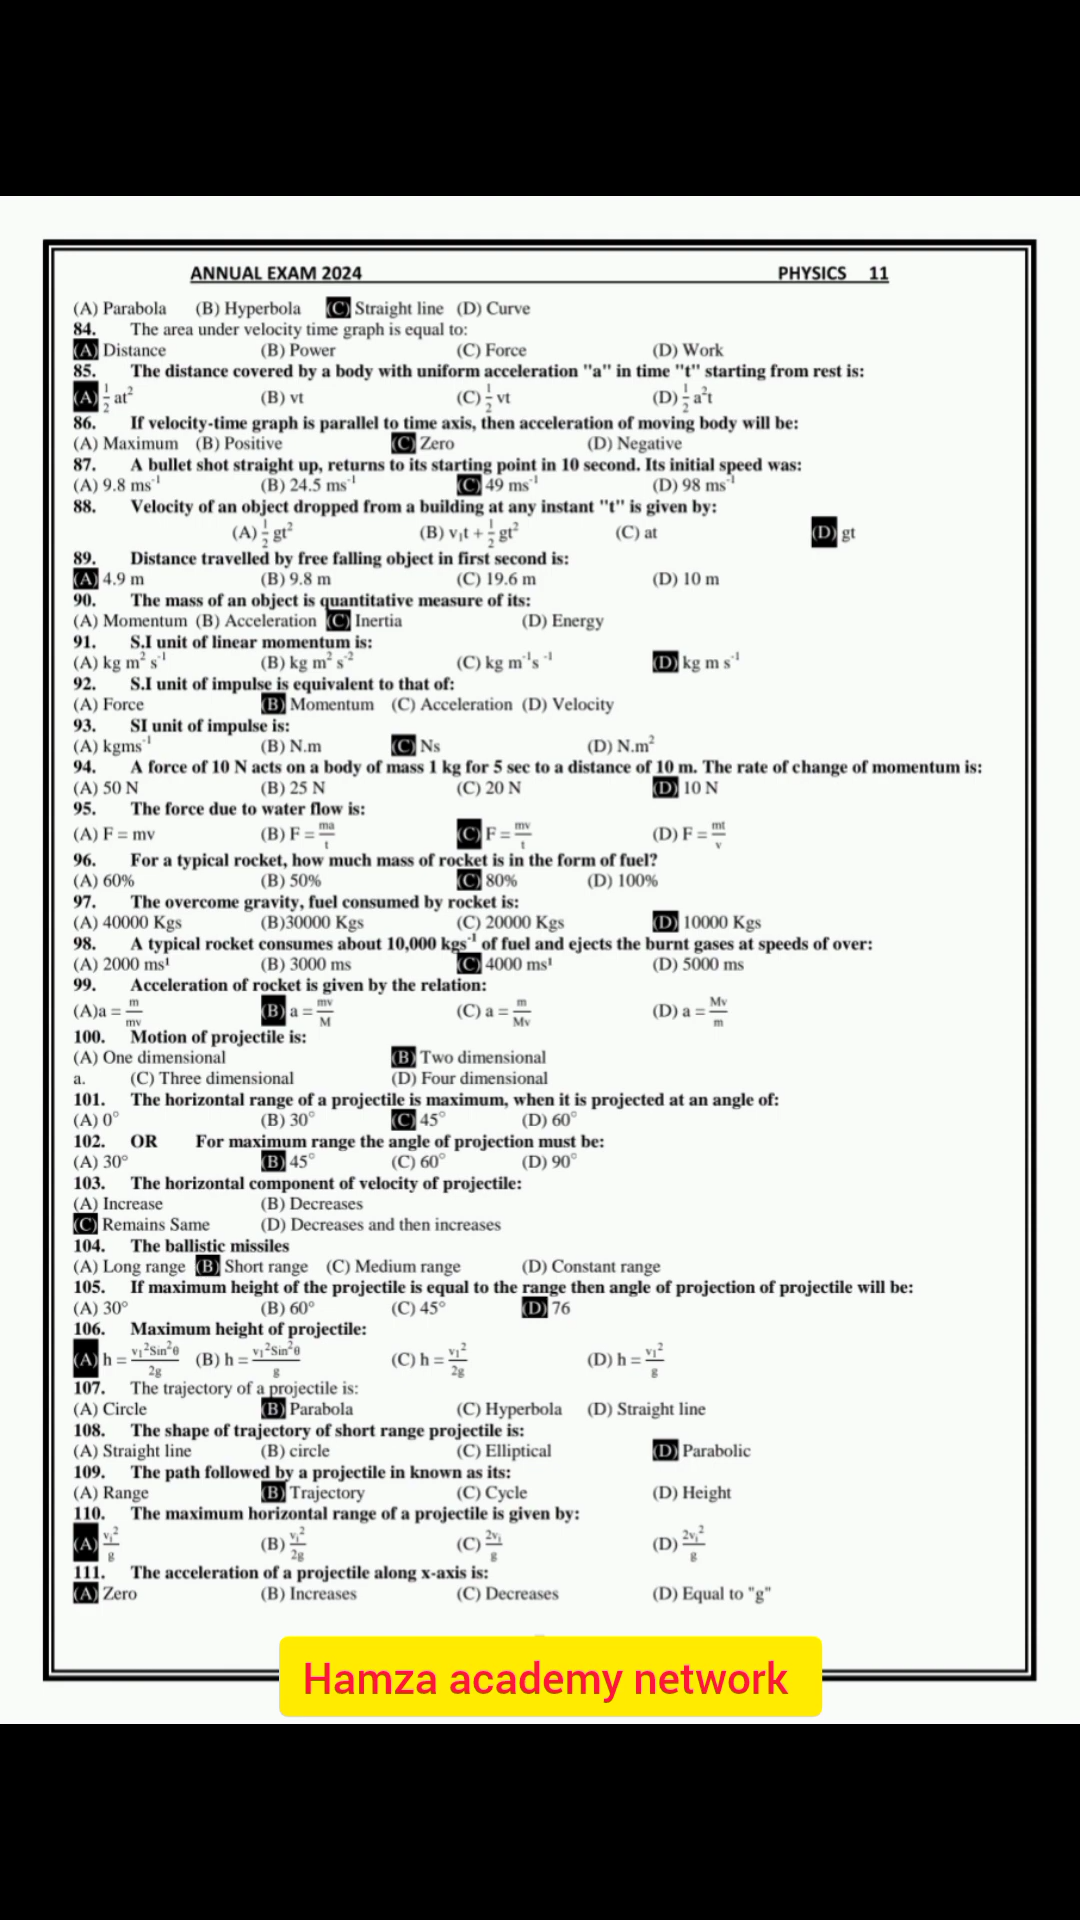 ANNUAL EXAM 2024 PHYSICS 11
(A) Parabola (B) Hyperbola (C) Straight line (D) Curve
84. The area under velocity time graph is equal to:
(A) Distance (B) Power (C) Force (D) Work
85. The distance covered by a body with uniform acceleration "a" in time "t" starting from rest is:
(A) 1/2 at² (B) vt (C) 1/2 vt (D) 1/2 a²t
86. If velocity-time graph is parallel to time axis, then acceleration of moving body will be:
(A) Maximum (B) Positive (C) Zero (D) Negative
87. A bullet shot straight up, returns to its starting point in 10 second. Its initial speed was:
(A) 9.8 ms⁻¹ (B) 24.5 ms⁻¹ (C) 49 ms⁻¹ (D) 98 ms⁻¹
88. Velocity of an object dropped from a building at any instant "t" is given by:
(A) 1/2 gt² (B) v₁t + 1/2 gt² (C) at (D) gt
89. Distance travelled by free falling object in first second is:
(A) 4.9 m (B) 9.8 m (C) 19.6 m (D) 10 m
90. The mass of an object is quantitative measure of its:
(A) Momentum (B) Acceleration (C) Inertia (D) Energy
91. S.I unit of linear momentum is:
(A) kg m² s⁻¹ (B) kg m² s⁻² (C) kg m⁻¹s⁻¹ (D) kg m s⁻¹
92. S.I unit of impulse is equivalent to that of:
(A) Force (B) Momentum (C) Acceleration (D) Velocity
93. SI unit of impulse is:
(A) kgms⁻¹ (B) N.m (C) Ns (D) N.m²
94. A force of 10 N acts on a body of mass 1 kg for 5 sec to a distance of 10 m. The rate of change of momentum is:
(A) 50 N (B) 25 N (C) 20 N (D) 10 N
95. The force due to water flow is:
(A) F = mv (B) F = ma/t (C) F = mv/t (D) F = mt/v
96. For a typical rocket, how much mass of rocket is in the form of fuel?
(A) 60% (B) 50% (C) 80% (D) 100%
97. The overcome gravity, fuel consumed by rocket is:
(A) 40000 Kgs (B)30000 Kgs (C) 20000 Kgs (D) 10000 Kgs
98. A typical rocket consumes about 10,000 kgs⁻¹ of fuel and ejects the burnt gases at speeds of over:
(A) 2000 ms¹ (B) 3000 ms (C) 4000 ms¹ (D) 5000 ms
99. Acceleration of rocket is given by the relation:
(A)a = m/mv (B) a = mv/M (C) a = m/Mv (D) a = Mv/m
100. Motion of projectile is:
(A) One dimensional (B) Two dimensional
a. (C) Three dimensional (D) Four dimensional
101. The horizontal range of a projectile is maximum, when it is projected at an angle of:
(A) 0° (B) 30° (C) 45° (D) 60°
102. OR For maximum range the angle of projection must be:
(A) 30° (B) 45° (C) 60° (D) 90°
103. The horizontal component of velocity of projectile:
(A) Increase (B) Decreases
(C) Remains Same (D) Decreases and then increases
104. The ballistic missiles
(A) Long range (B) Short range (C) Medium range (D) Constant range
105. If maximum height of the projectile is equal to the range then angle of projection of projectile will be:
(A) 30° (B) 60° (C) 45° (D) 76
106. Maximum height of projectile:
(A) h = v₁²Sin²θ/2g (B) h = v₁²Sin²θ/g (C) h = v₁²/2g (D) h = v₁²/g
107. The trajectory of a projectile is:
(A) Circle (B) Parabola (C) Hyperbola (D) Straight line
108. The shape of trajectory of short range projectile is:
(A) Straight line (B) circle (C) Elliptical (D) Parabolic
109. The path followed by a projectile in known as its:
(A) Range (B) Trajectory (C) Cycle (D) Height
110. The maximum horizontal range of a projectile is given by:
(A) vᵢ²/g (B) vᵢ²/2g (C) 2vᵢ/g (D) 2vᵢ²/g
111. The acceleration of a projectile along x-axis is:
(A) Zero (B) Increases (C) Decreases (D) Equal to "g"
Hamza academy network